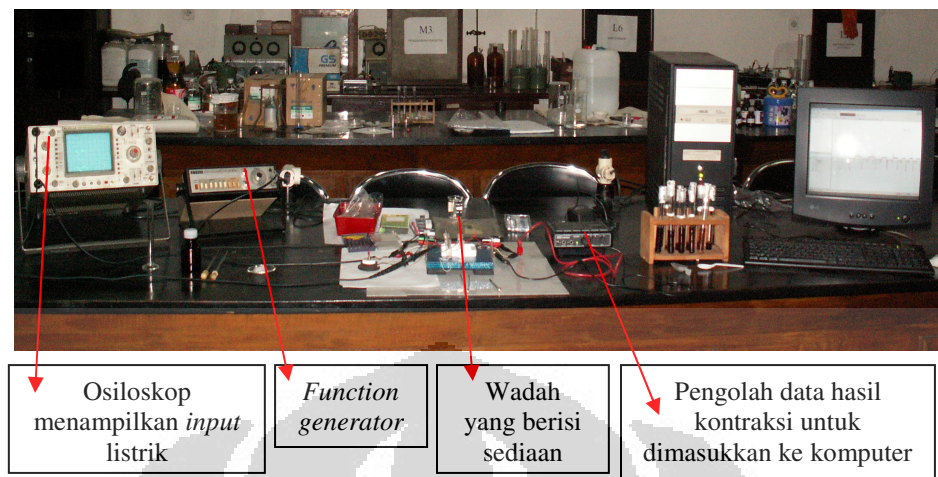 M3
L6
GS
Osiloskop
menampilkan input
listrik
Function
generator
Wadah
yang berisi
sediaan
Pengolah data hasil
kontraksi untuk
dimasukkan ke komputer